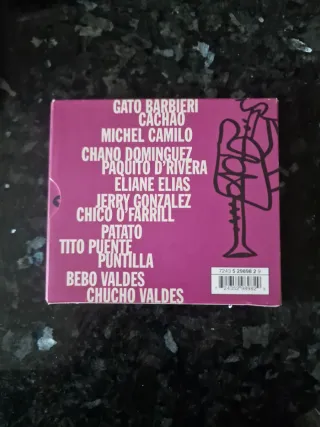 GATO BARBIERI
CACHAO
MICHEL CAMILO
CHANO DOMINGUEZ
PAQUITO D'RIVERA
ELIANE ELIAS
JERRY GONZALEZ
CHICO O'FARRILL
PATATO
TITO PUENTE
PUNTILLA
BEBO VALDES
CHUCHO VALDES